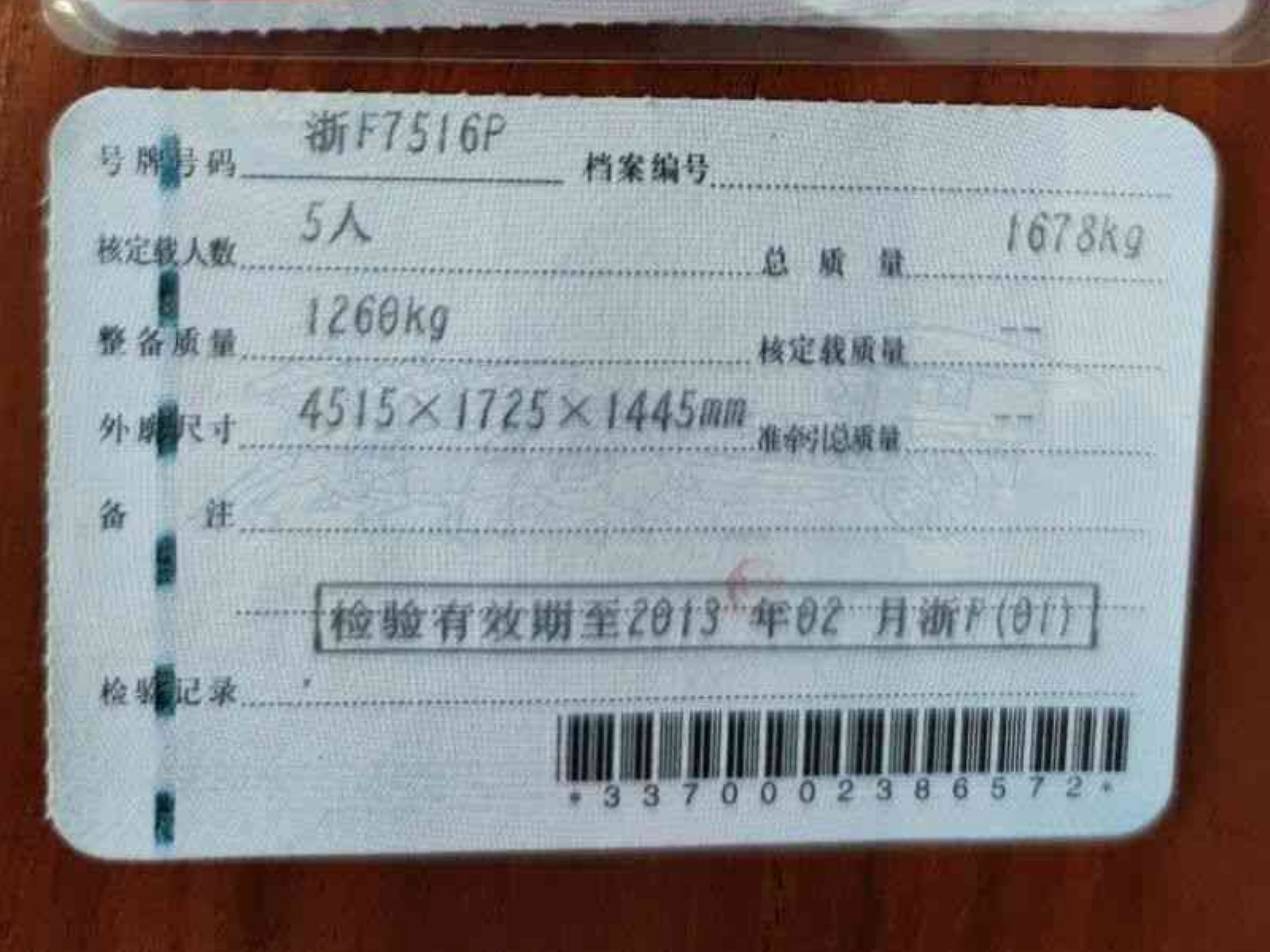 号牌号码 浙F7516P 档案编号
核定载人数 5人 总质量 1678kg
整备质量 1260kg 核定载质量 --
外廓尺寸 4515×1725×1445mm 准牵引总质量 --
备注
检验有效期至2013年02月浙F(01)
检验记录
*3370002386572*